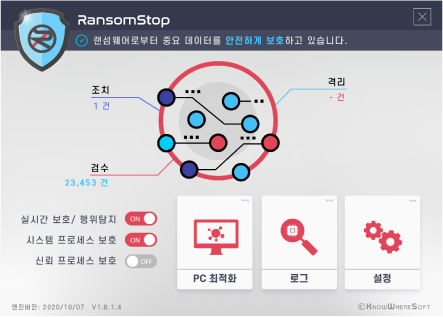 RansomStop
랜섬웨어로부터 중요 데이터를 안전하게 보호하고 있습니다.
조치
1 건
격리
- 건
검수
23,453 건
실시간 보호/ 행위탐지 ON
시스템 프로세스 보호 ON
신뢰 프로세스 보호 OFF
PC 최적화
로그
설정
엔진버전: 2020/10/07 V1.8.1.4
©KnowWhereSoft